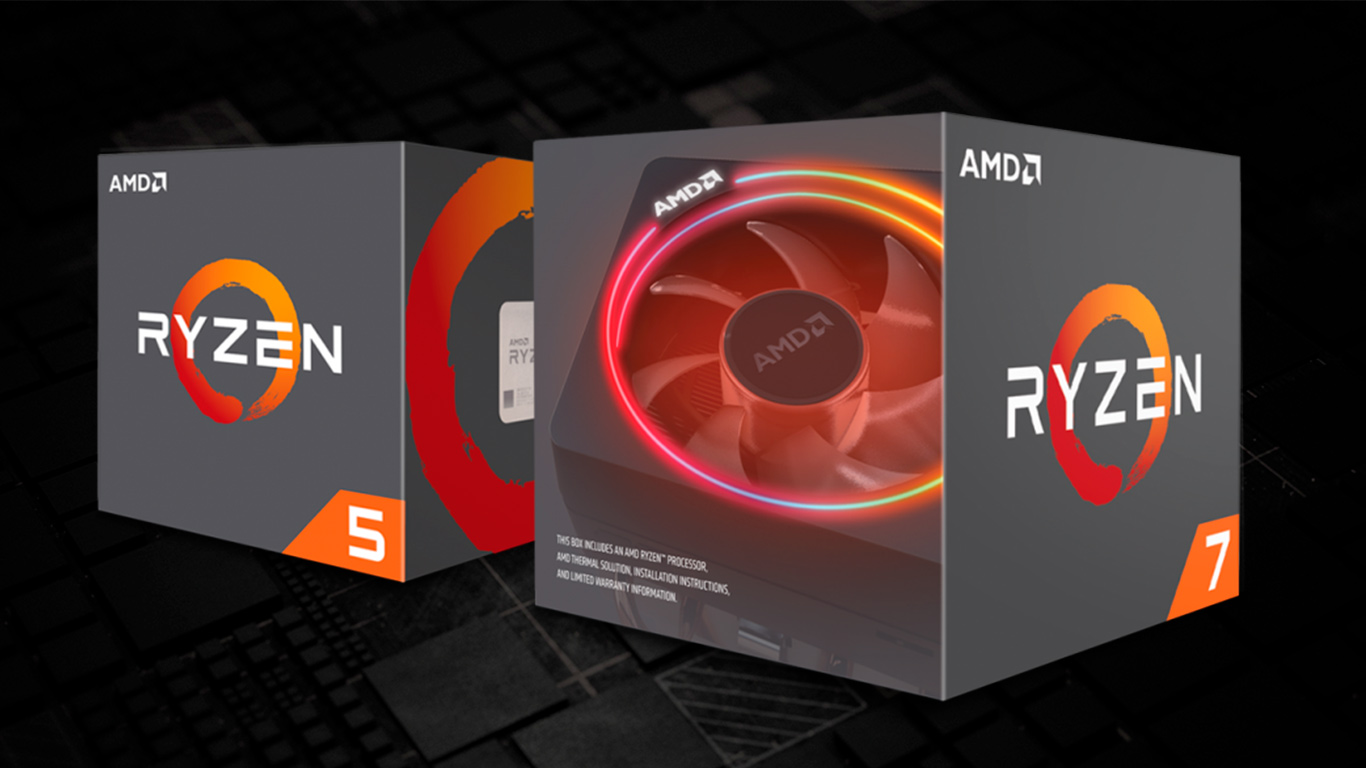 AMD
RYZEN
5
AMD
AMD
AMD
THIS BOX INCLUDES AN AMD RYZEN™ PROCESSOR,
AMD THERMAL SOLUTION, INSTALLATION INSTRUCTIONS,
AND LIMITED WARRANTY INFORMATION.
AMD
RYZEN
7